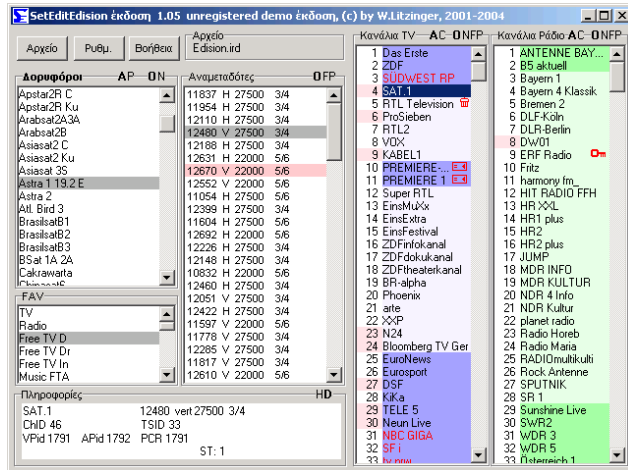 SetEditEdision έκδοση 1.05 unregistered demo έκδοση, (c) by W.Litzinger, 2001-2004
Αρχείο
Ρυθμ.
Βοήθεια
Αρχείο
Edision.ird
Δορυφόροι AP ON
Apstar2R C
Apstar2R Ku
Arabsat2A3A
Arabsat2B
Asiasat2 C
Asiasat2 Ku
Asiasat 3S
Astra 1 19.2 E
Astra 2
Atl. Bird 3
BrasilsatB1
BrasilsatB2
BrasilsatB3
BSat 1A 2A
Cakrawarta
ChinasatS
FAV
TV
Radio
Free TV D
Free TV Dr
Free TV In
Music FTA
Αναμεταδότες OFP
11837 H 27500 3/4
11954 H 27500 3/4
12110 H 27500 3/4
12480 V 27500 3/4
12188 H 27500 3/4
12631 H 22000 5/6
12670 V 22000 5/6
12552 V 22000 5/6
11054 H 27500 5/6
12399 H 27500 3/4
11604 H 27500 5/6
12692 H 22000 5/6
12226 H 27500 3/4
12148 H 27500 3/4
10832 H 22000 5/6
12460 H 27500 3/4
12051 V 27500 3/4
12422 H 27500 3/4
11597 V 22000 5/6
11778 V 27500 3/4
12285 V 27500 3/4
11817 V 27500 3/4
12610 V 22000 5/6
Πληροφορίες HD-
SAT.1 12480 vert 27500 3/4
ChID 46 TSID 33
VPid 1791 APid 1792 PCR 1791
ST: 1
Κανάλια TV AC ONFP
1 Das Erste
2 ZDF
3 SÜDWEST RP
4 SAT.1
5 RTL Television
6 ProSieben
7 RTL2
8 VOX
9 KABEL1
10 PREMIERE-...
11 PREMIERE 1
12 Super RTL
13 EinsMuXx
14 EinsExtra
15 EinsFestival
16 ZDFinfokanal
17 ZDFdokukanal
18 ZDFtheaterkanal
19 BR-alpha
20 Phoenix
21 arte
22 XXP
23 N24
24 Bloomberg TV Ger
25 EuroNews
26 Eurosport
27 DSF
28 KiKa
29 TELE 5
30 Neun Live
31 NBC GIGA
32 SF i
33 tv.nrw
Κανάλια Ράδιο AC ONFP
1 ANTENNE BAY...
2 B5 aktuell
3 Bayern 1
4 Bayern 4 Klassik
5 Bremen 2
6 DLF-Köln
7 DLR-Berlin
8 DW01
9 ERF Radio
10 Fritz
11 harmony fm_
12 HIT RADIO FFH
13 HR XXL
14 HR1 plus
15 HR2
16 HR2 plus
17 JUMP
18 MDR INFO
19 MDR KULTUR
20 NDR 4 Info
21 NDR Kultur
22 planet radio
23 Radio Horeb
24 Radio Maria
25 RADIOmultikulti
26 Rock Antenne
27 SPUTNIK
28 SR 1
29 Sunshine Live
30 SWR2
31 WDR 3
32 WDR 5
33 Österreich 1